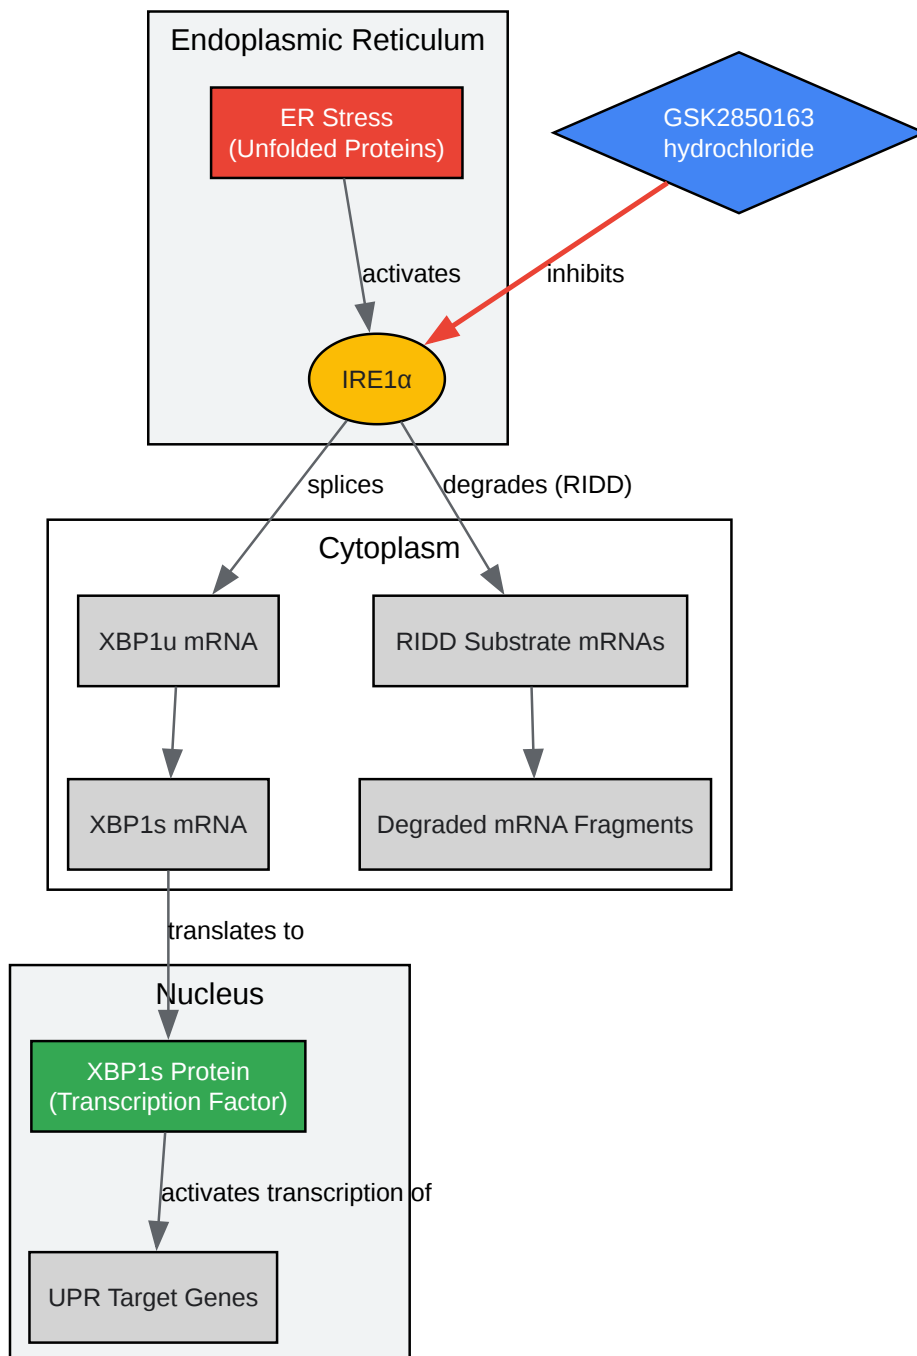 Endoplasmic Reticulum
ER Stress
(Unfolded Proteins)
GSK2850163
hydrochloride
activates
inhibits
IRE1α
splices
degrades (RIDD)
Cytoplasm
XBP1u mRNA
RIDD Substrate mRNAs
XBP1s mRNA
Degraded mRNA Fragments
translates to
Nucleus
XBP1s Protein
(Transcription Factor)
activates transcription of
UPR Target Genes